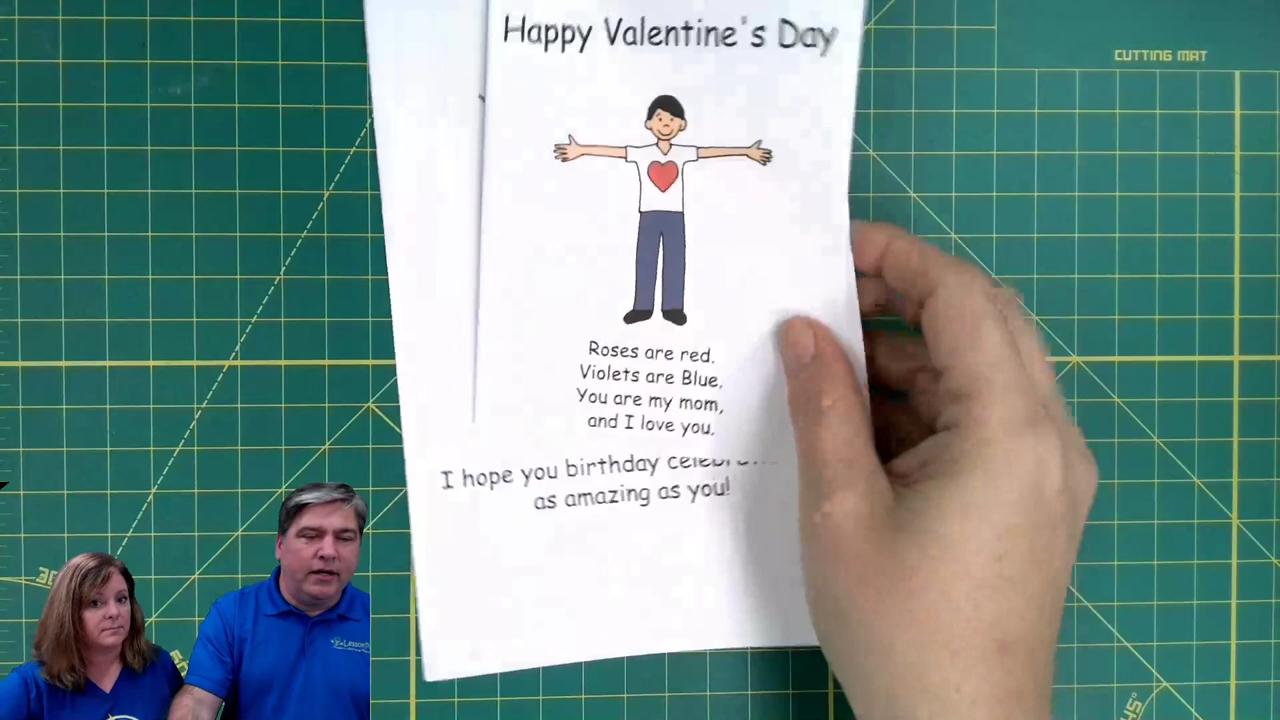 Happy Valentine's Day
CUTTING MAT
Roses are red,
Violets are Blue,
You are my mom,
and I love you.
I hope you birthday
as amazing as you!
45°